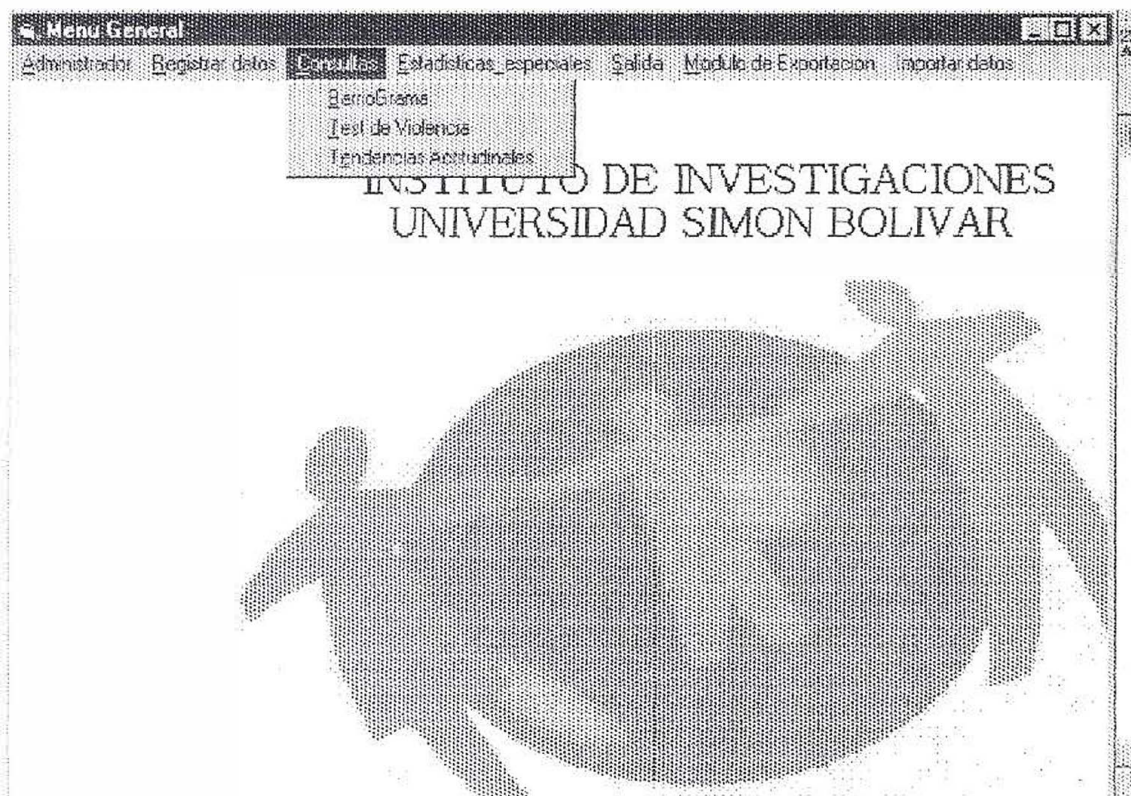 Menu General
Administrador Registrar datos Consultas Estadisticas_especiales Salida Modulo de Exportacion Importar datos
BarrioGrama
Test de Violencia
Tendencias Actitudinales
INSTITUTO DE INVESTIGACIONES
UNIVERSIDAD SIMON BOLIVAR